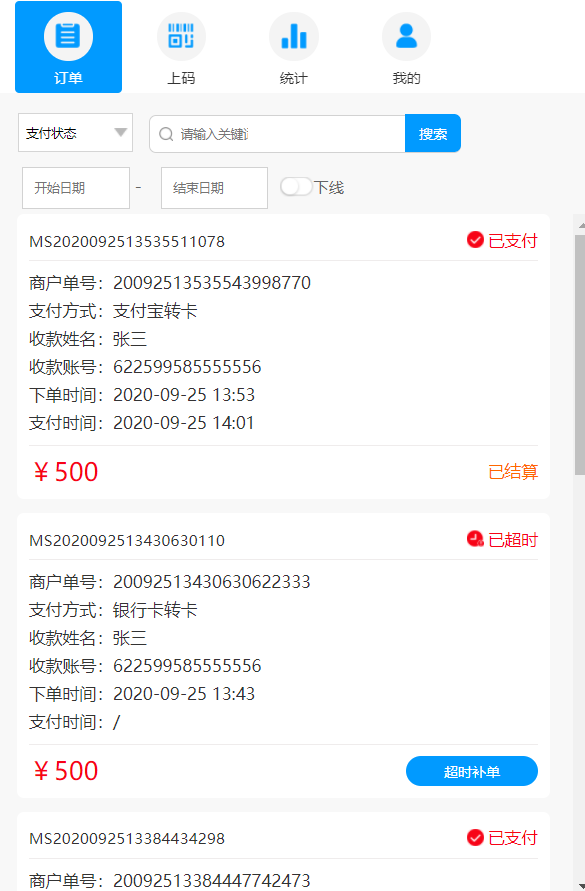 订单
上码
统计
我的
支付状态
请输入关键词
搜索
开始日期 -
结束日期
下线
MS2020092513535511078
已支付
商户单号：20092513535543998770
支付方式：支付宝转卡
收款姓名：张三
收款账号：622599585555556
下单时间：2020-09-25 13:53
支付时间：2020-09-25 14:01
￥500
已结算
MS2020092513430630110
已超时
商户单号：20092513430630622333
支付方式：银行卡转卡
收款姓名：张三
收款账号：622599585555556
下单时间：2020-09-25 13:43
支付时间：/
￥500
超时补单
MS2020092513384434298
已支付
商户单号：20092513384447742473